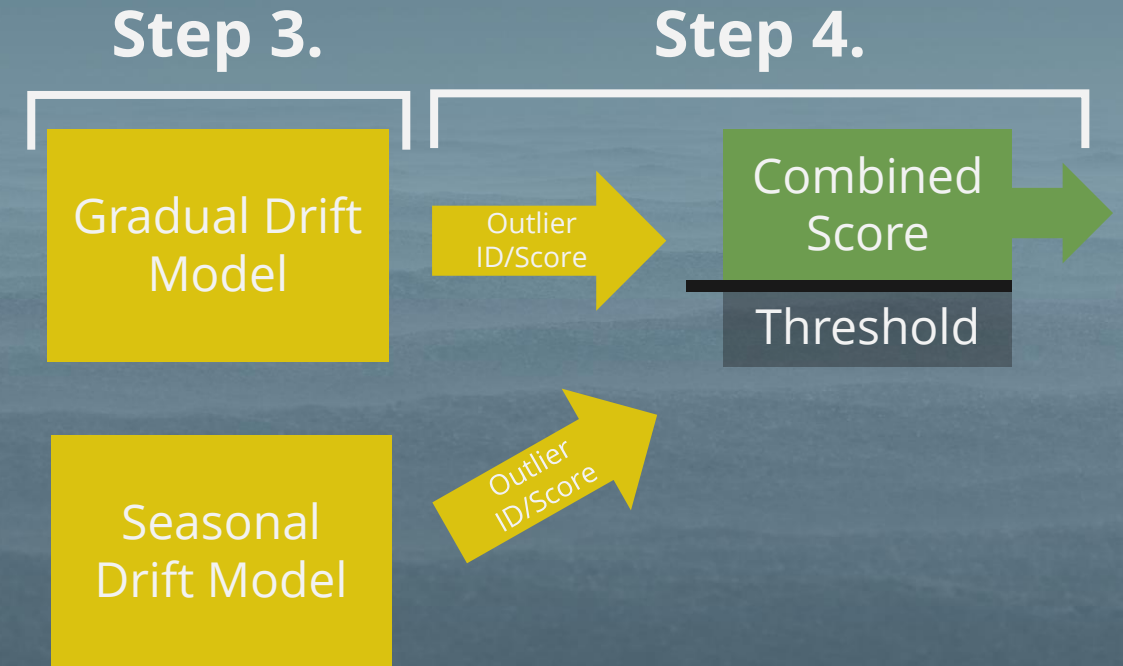 Step 3.
Step 4.
Gradual Drift
Model
Outlier
ID/Score
Combined
Score
Threshold
Seasonal
Drift Model
Outlier
ID/Score